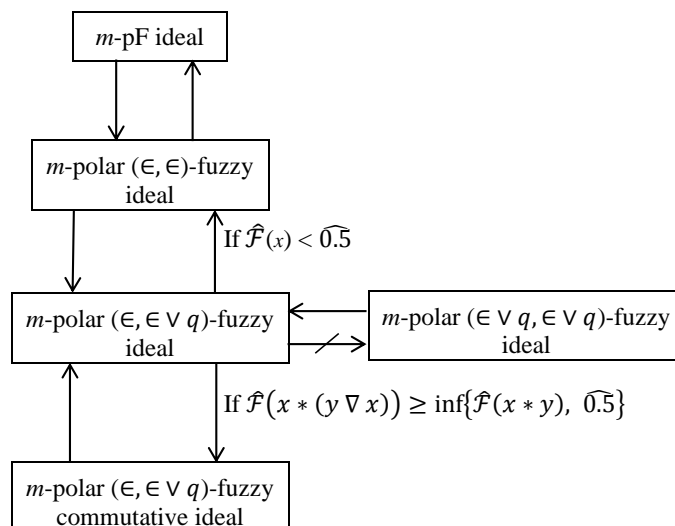 m-pF ideal
m-polar (∈, ∈)-fuzzy
ideal
If ℱ̂(x) < 0.5̂
m-polar (∈, ∈ ∨ q)-fuzzy
ideal
m-polar (∈ ∨ q, ∈ ∨ q)-fuzzy
ideal
If ℱ̂(x ∗ (y ∇ x)) ≥ inf{ℱ̂(x ∗ y), 0.5̂}
m-polar (∈, ∈ ∨ q)-fuzzy
commutative ideal